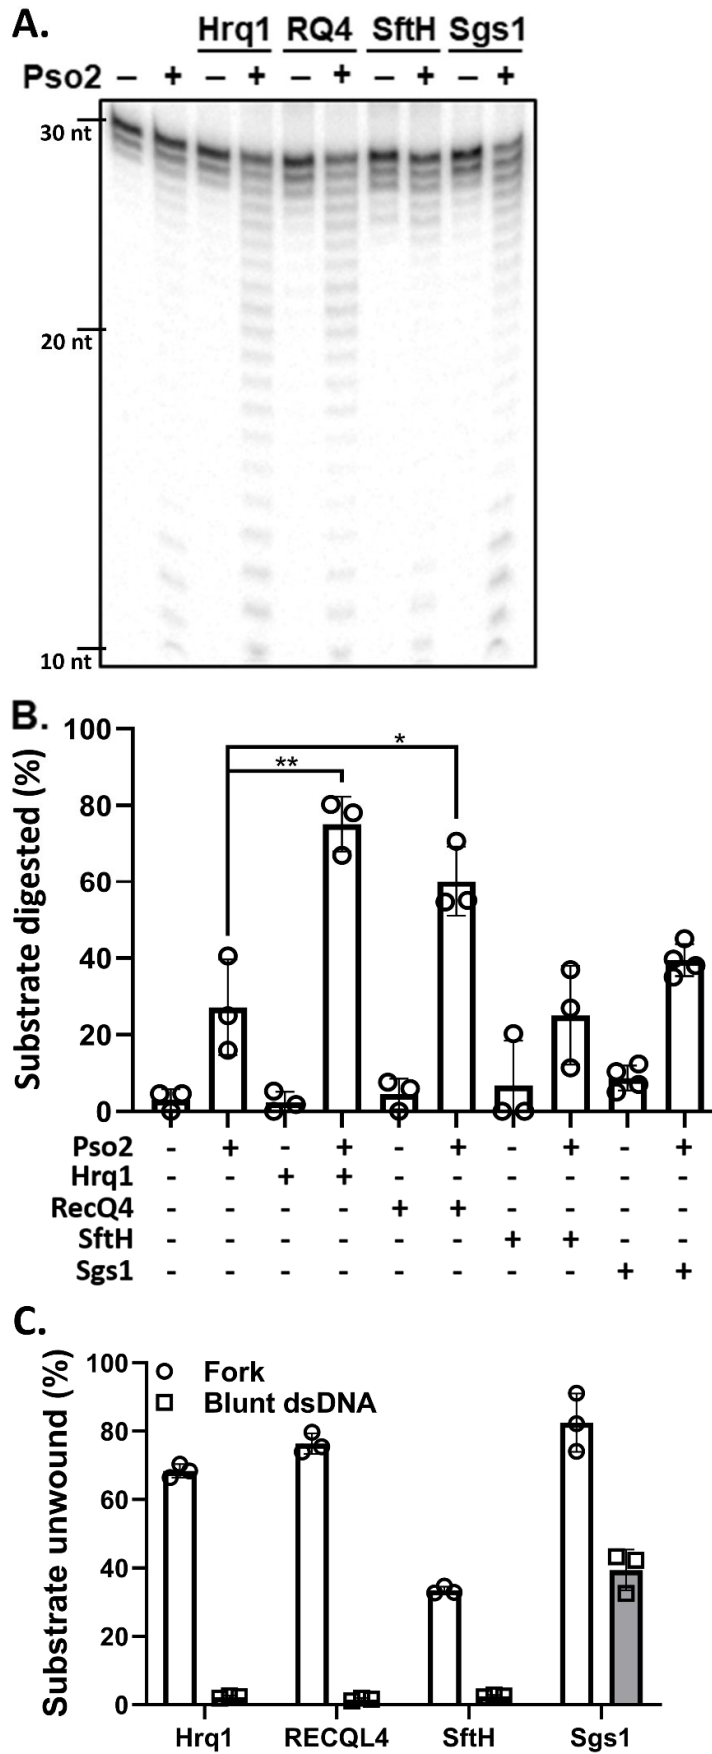 A.
Hrq1 RQ4 SftH Sgs1
Pso2 – + – + – + – + – +
30 nt
20 nt
10 nt
B.
Substrate digested (%)
100
80
60
40
20
0
**
*
Pso2 - + - + - + - + - +
Hrq1 - - + + - - - - - -
RecQ4 - - - - + + - - - -
SftH - - - - - - + + - -
Sgs1 - - - - - - - - + +
C.
Substrate unwound (%)
100
80
60
40
20
0
Fork
Blunt dsDNA
Hrq1 RECQL4 SftH Sgs1